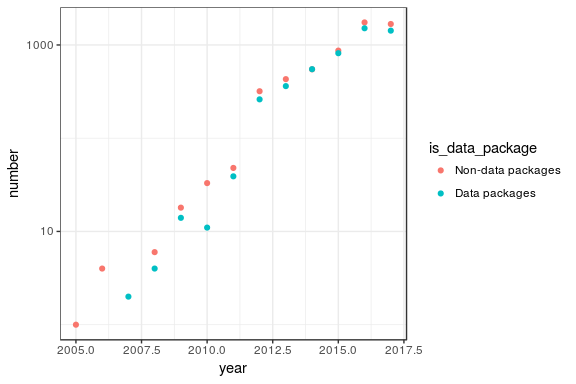 1000
10
number
2005.0 2007.5 2010.0 2012.5 2015.0 2017.5
year
is_data_package
Non-data packages
Data packages